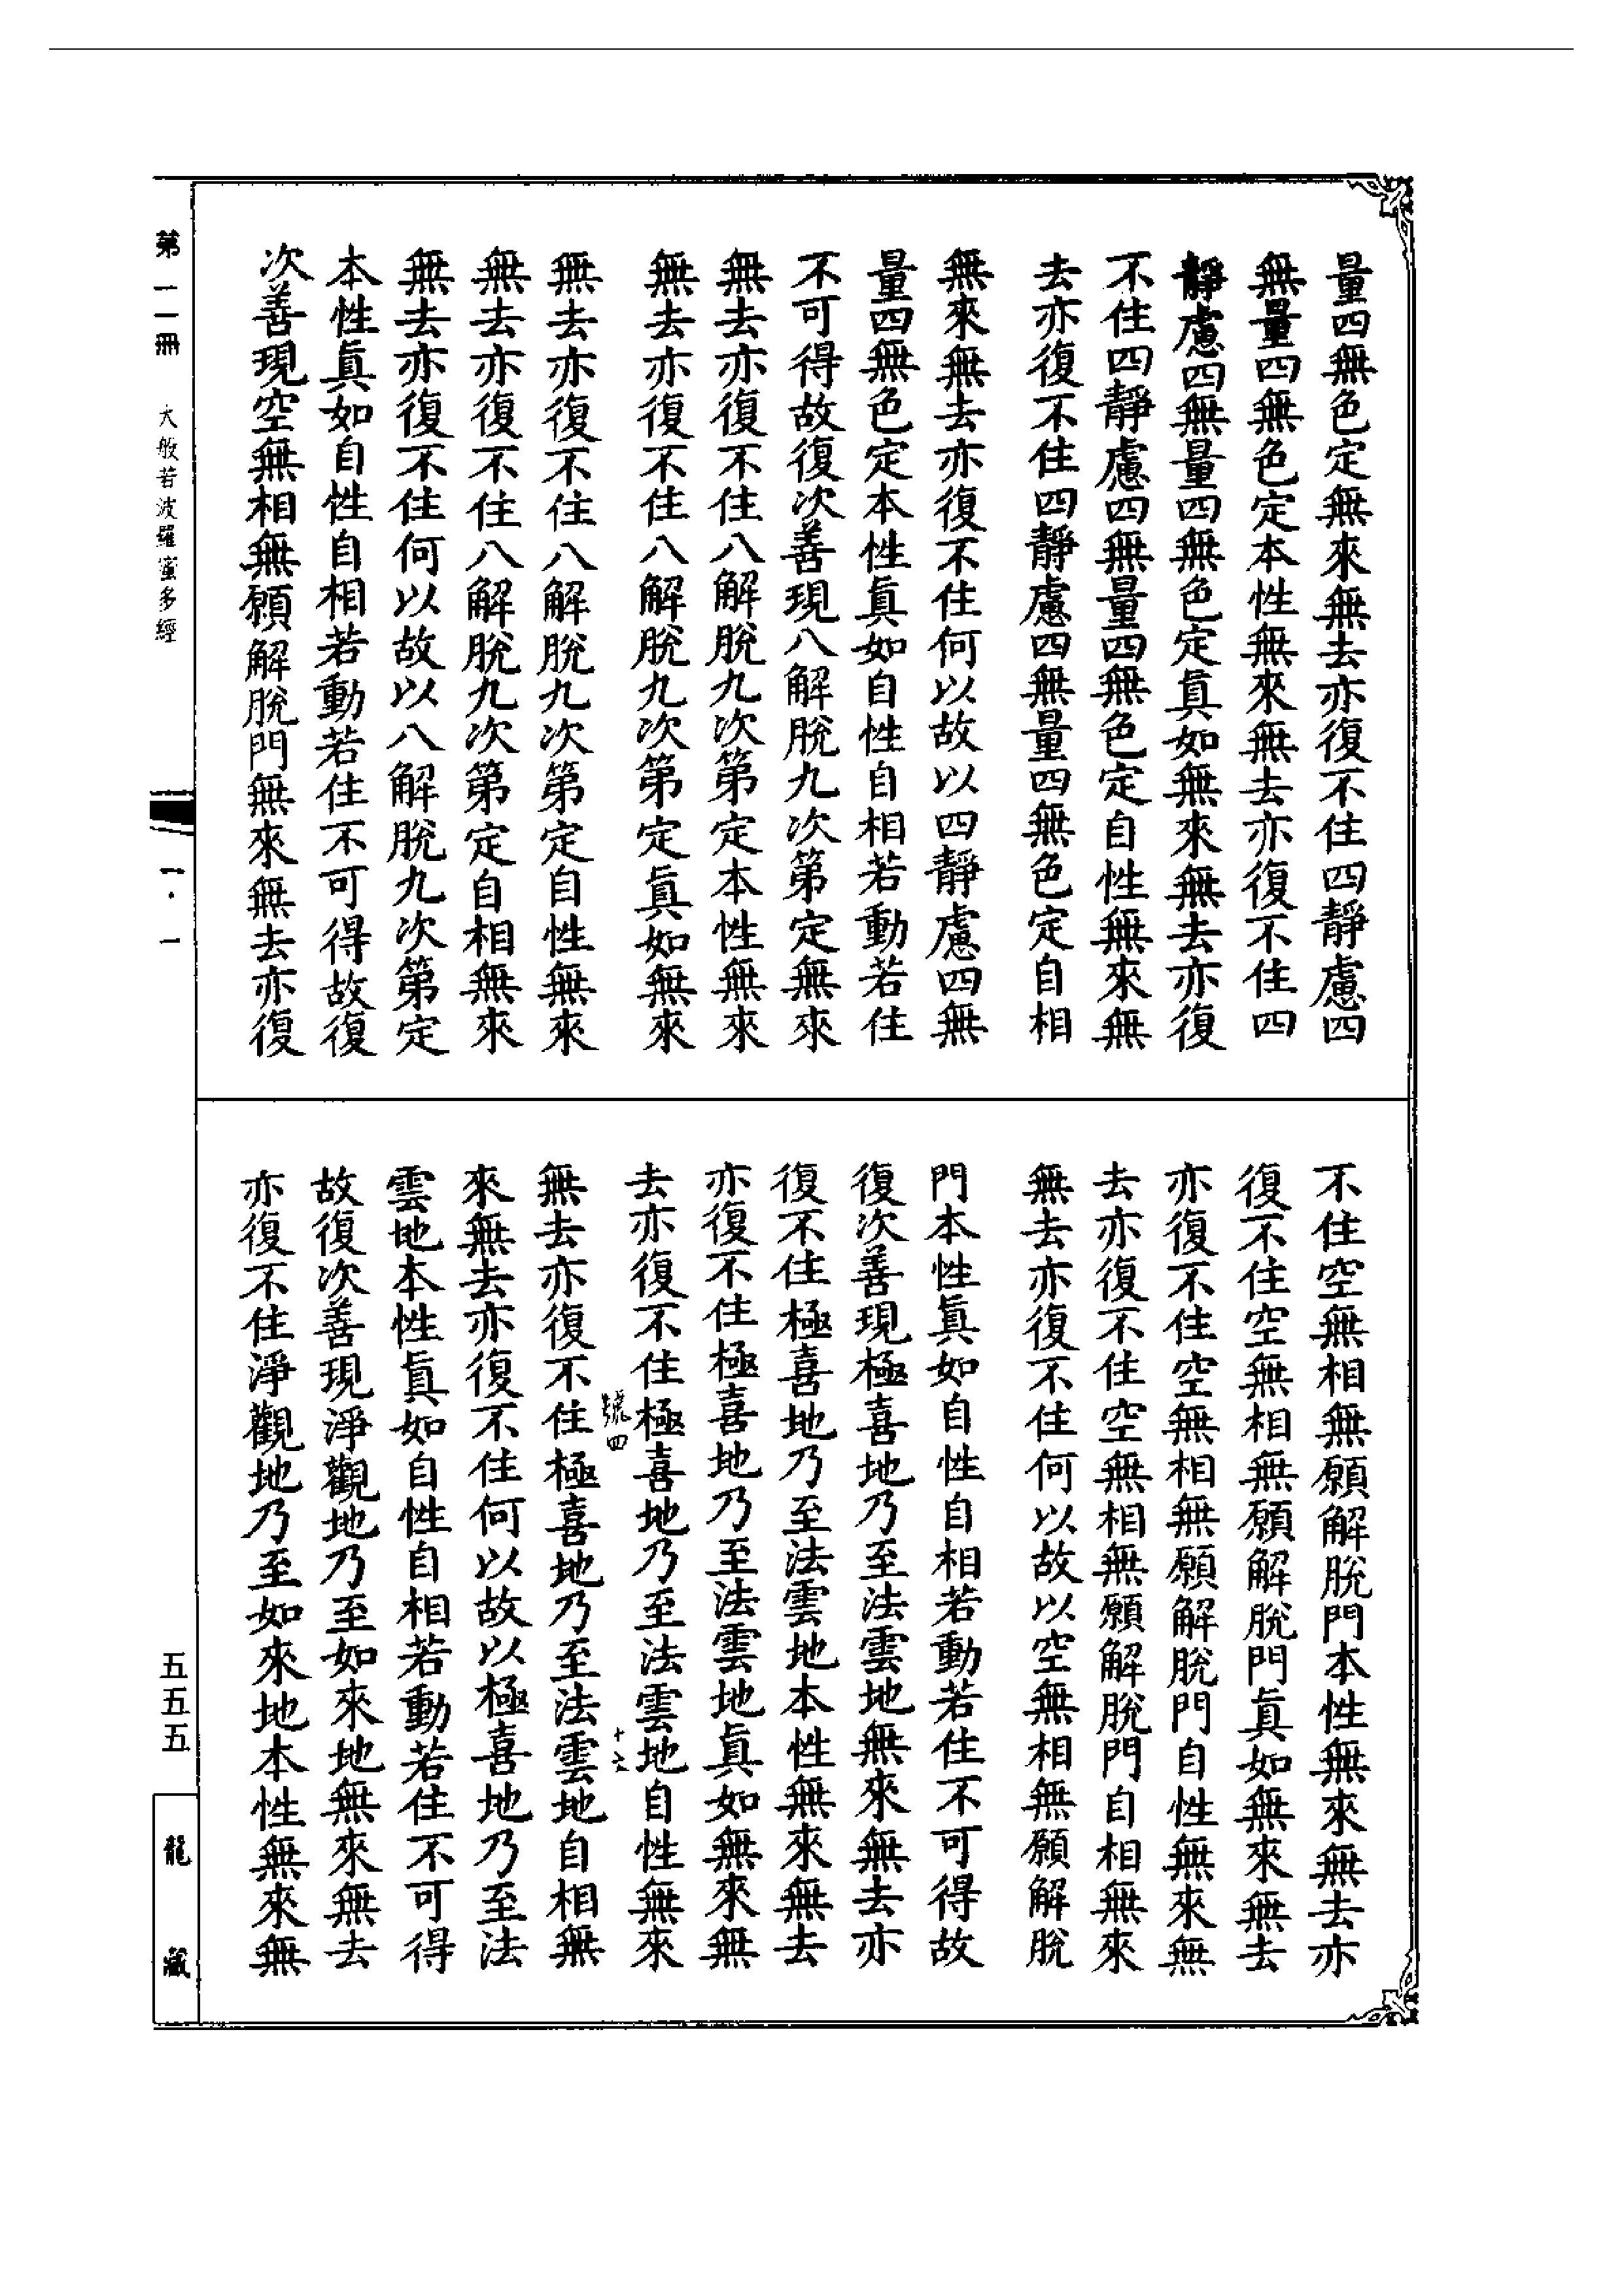 量四無色定無來無去亦復不住四靜慮四
無量四無色定本性無來無去亦復不住四
靜慮四無量四無色定真如無來無去亦復
不住四靜慮四無量四無色定自性無來無
去亦復不住四靜慮四無量四無色定自相
無來無去亦復不住何以故以四靜慮四無
量四無色定本性真如自性自相若動若住
不可得故復次善現八解脫九次第定無來
無去亦復不住八解脫九次第定本性無來
無去亦復不住八解脫九次第定真如無來
無去亦復不住八解脫九次第定自性無來
無去亦復不住八解脫九次第定自相無來
無去亦復不住何以故以八解脫九次第定
本性真如自性自相若動若住不可得故復
次善現空無相無願解脫門無來無去亦復
不住空無相無願解脫門本性無來無去亦
復不住空無相無願解脫門真如無來無去
亦復不住空無相無願解脫門自性無來無
去亦復不住空無相無願解脫門自相無來
無去亦復不住何以故以空無相無願解脫
門本性真如自性自相若動若住不可得故
復次善現極喜地乃至法雲地無來無去亦
復不住極喜地乃至法雲地本性無來無去
亦復不住極喜地乃至法雲地真如無來無
去亦復不住極喜地乃至法雲地自性無來
號四
十六
無去亦復不住極喜地乃至法雲地自相無
來無去亦復不住何以故以極喜地乃至法
雲地本性真如自性自相若動若住不可得
故復次善現淨觀地乃至如來地無來無去
亦復不住淨觀地乃至如來地本性無來無
第二冊 大般若波羅蜜多經 一·一
五五五
龍藏